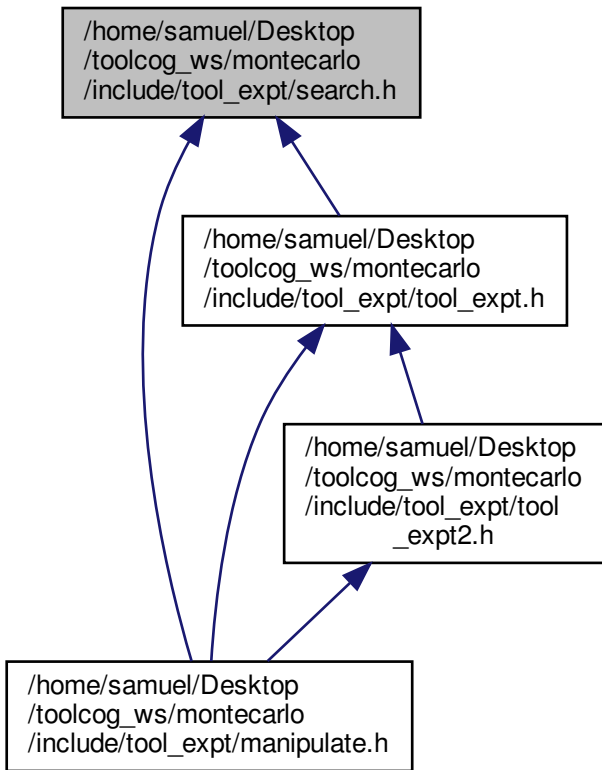 /home/samuel/Desktop
/toolcog_ws/montecarlo
/include/tool_expt/search.h
/home/samuel/Desktop
/toolcog_ws/montecarlo
/include/tool_expt/tool_expt.h
/home/samuel/Desktop
/toolcog_ws/montecarlo
/include/tool_expt/tool
_expt2.h
/home/samuel/Desktop
/toolcog_ws/montecarlo
/include/tool_expt/manipulate.h